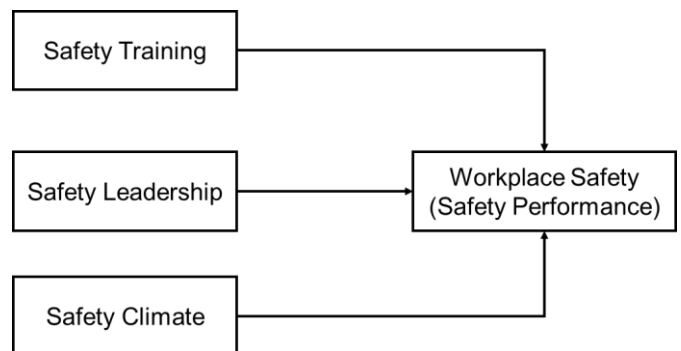 Safety Training
Safety Leadership
Workplace Safety
(Safety Performance)
Safety Climate